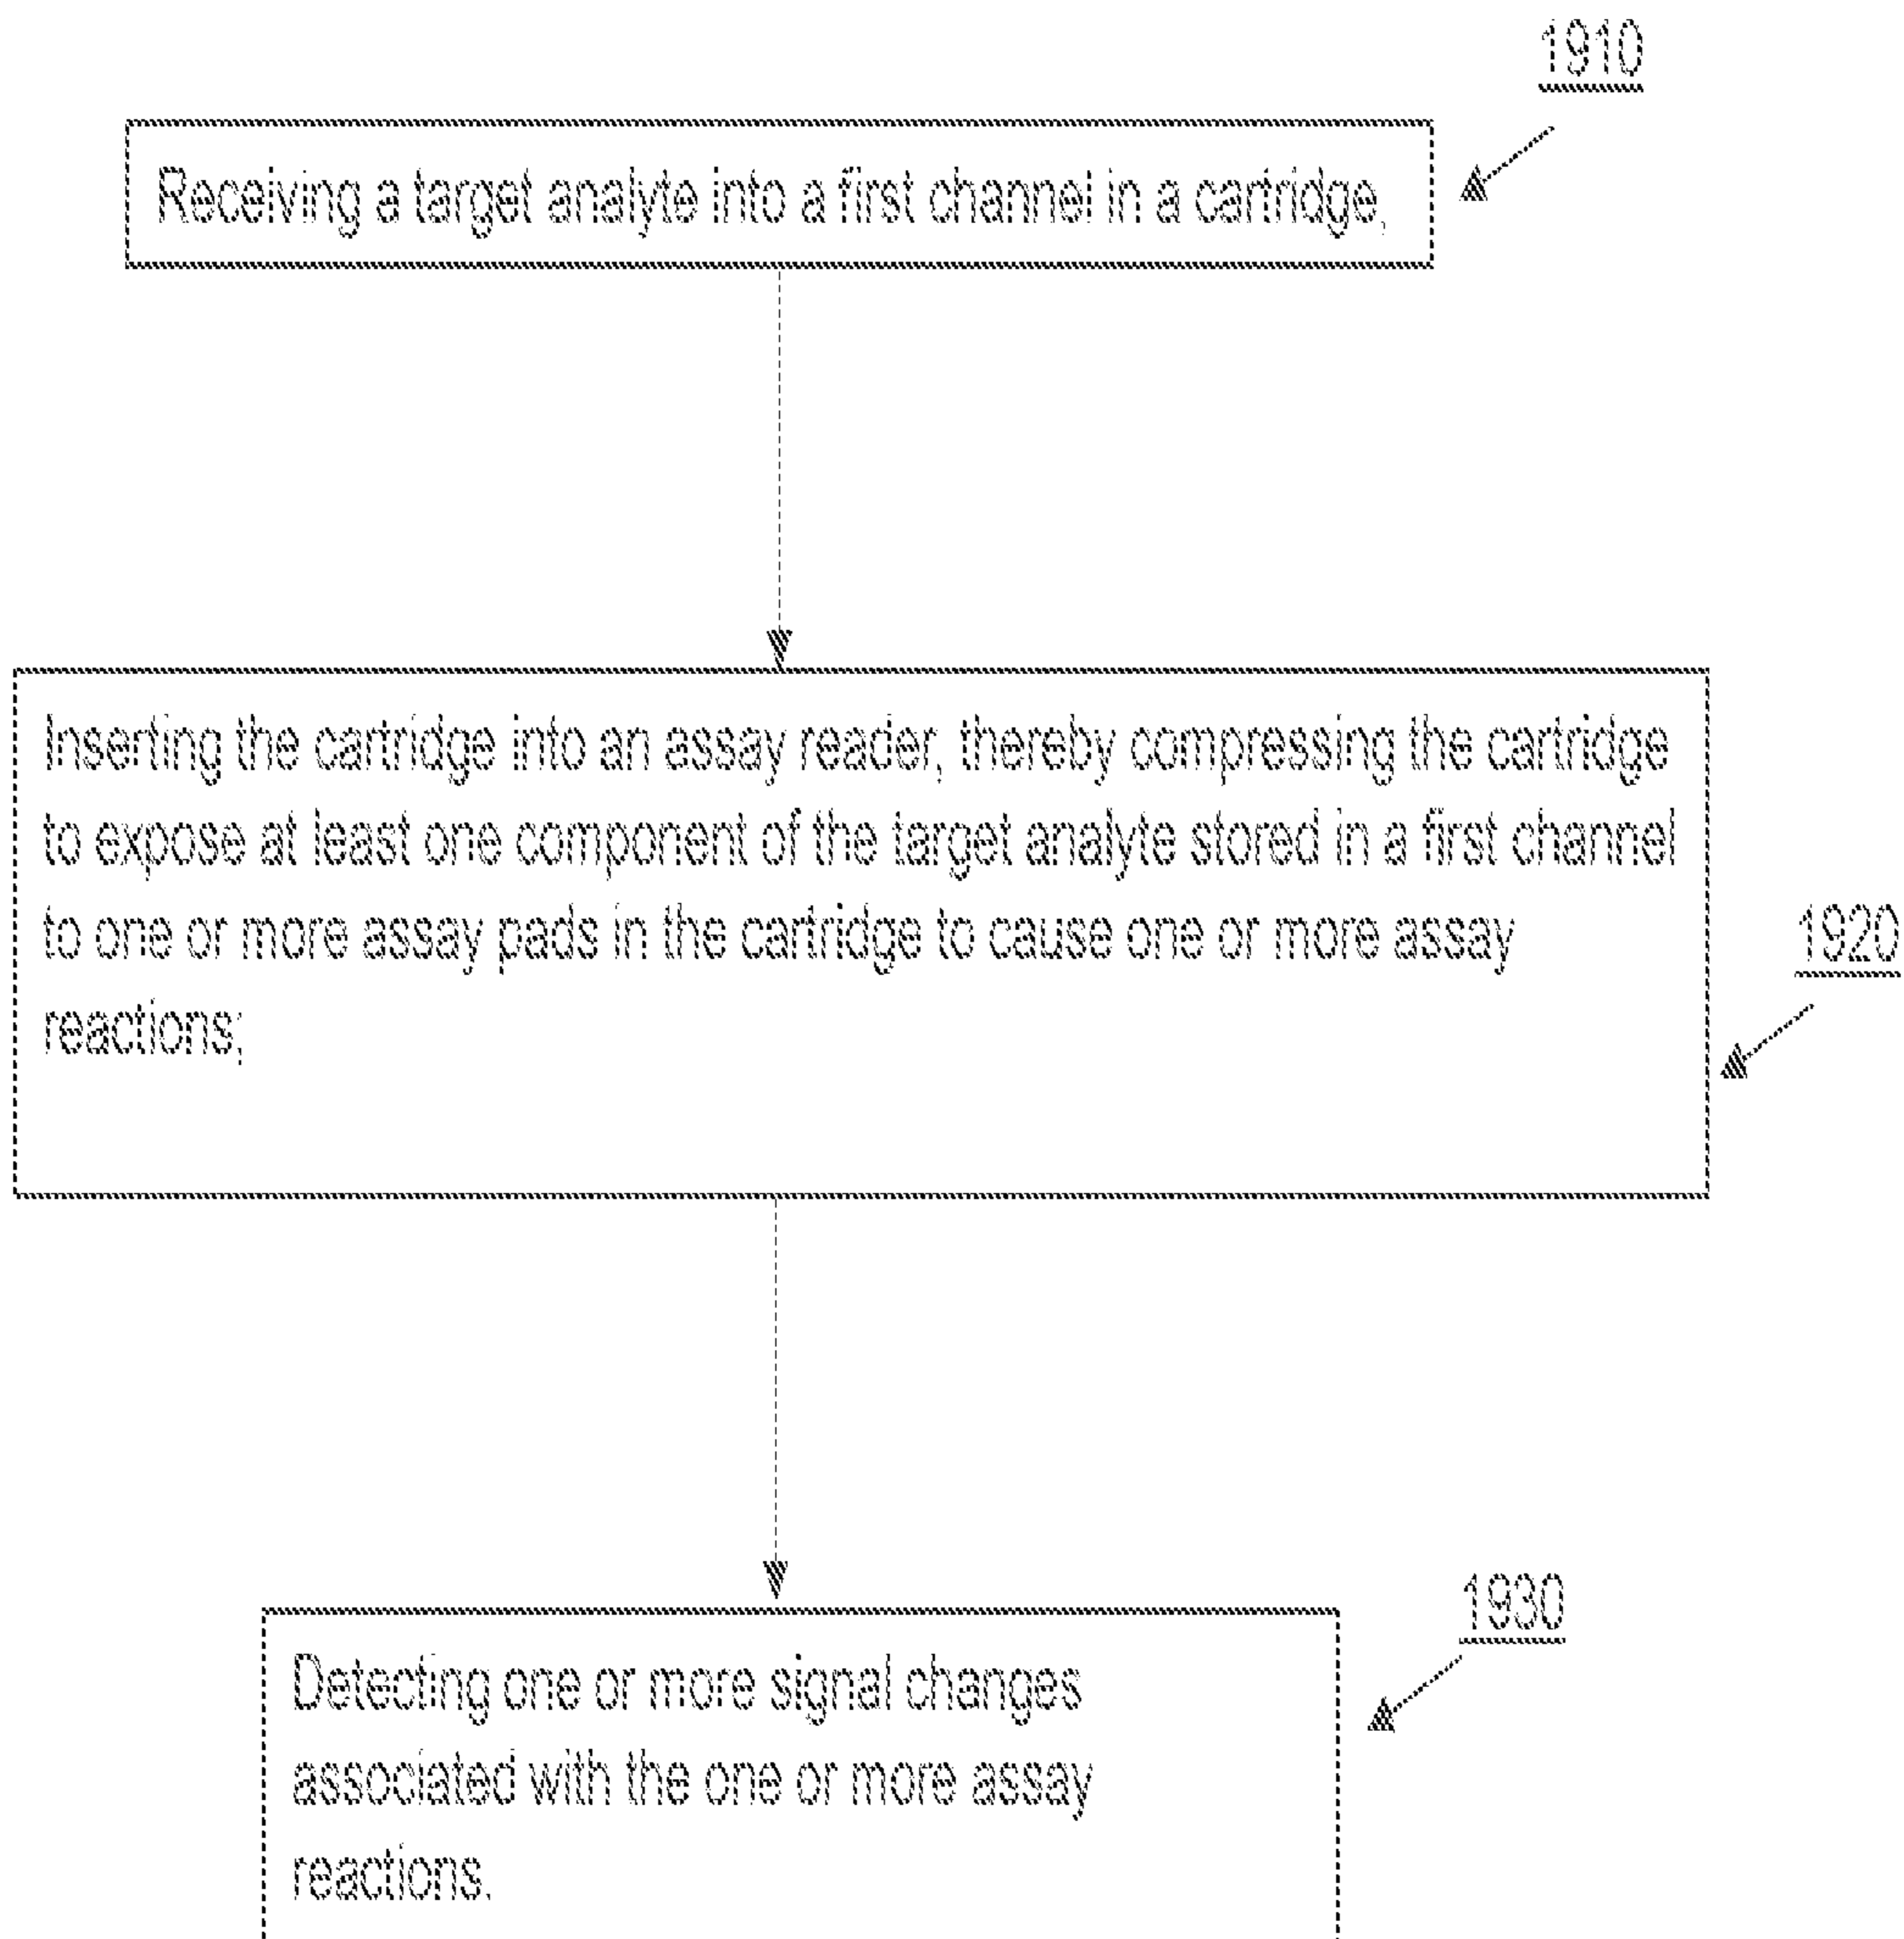 1910
Receiving a target analyte into a first channel in a cartridge,
Inserting the cartridge into an assay reader, thereby compressing the cartridge
to expose at least one component of the target analyte stored in a first channel
to one or more assay pads in the cartridge to cause one or more assay
reactions;
1920
1930
Detecting one or more signal changes
associated with the one or more assay
reactions.